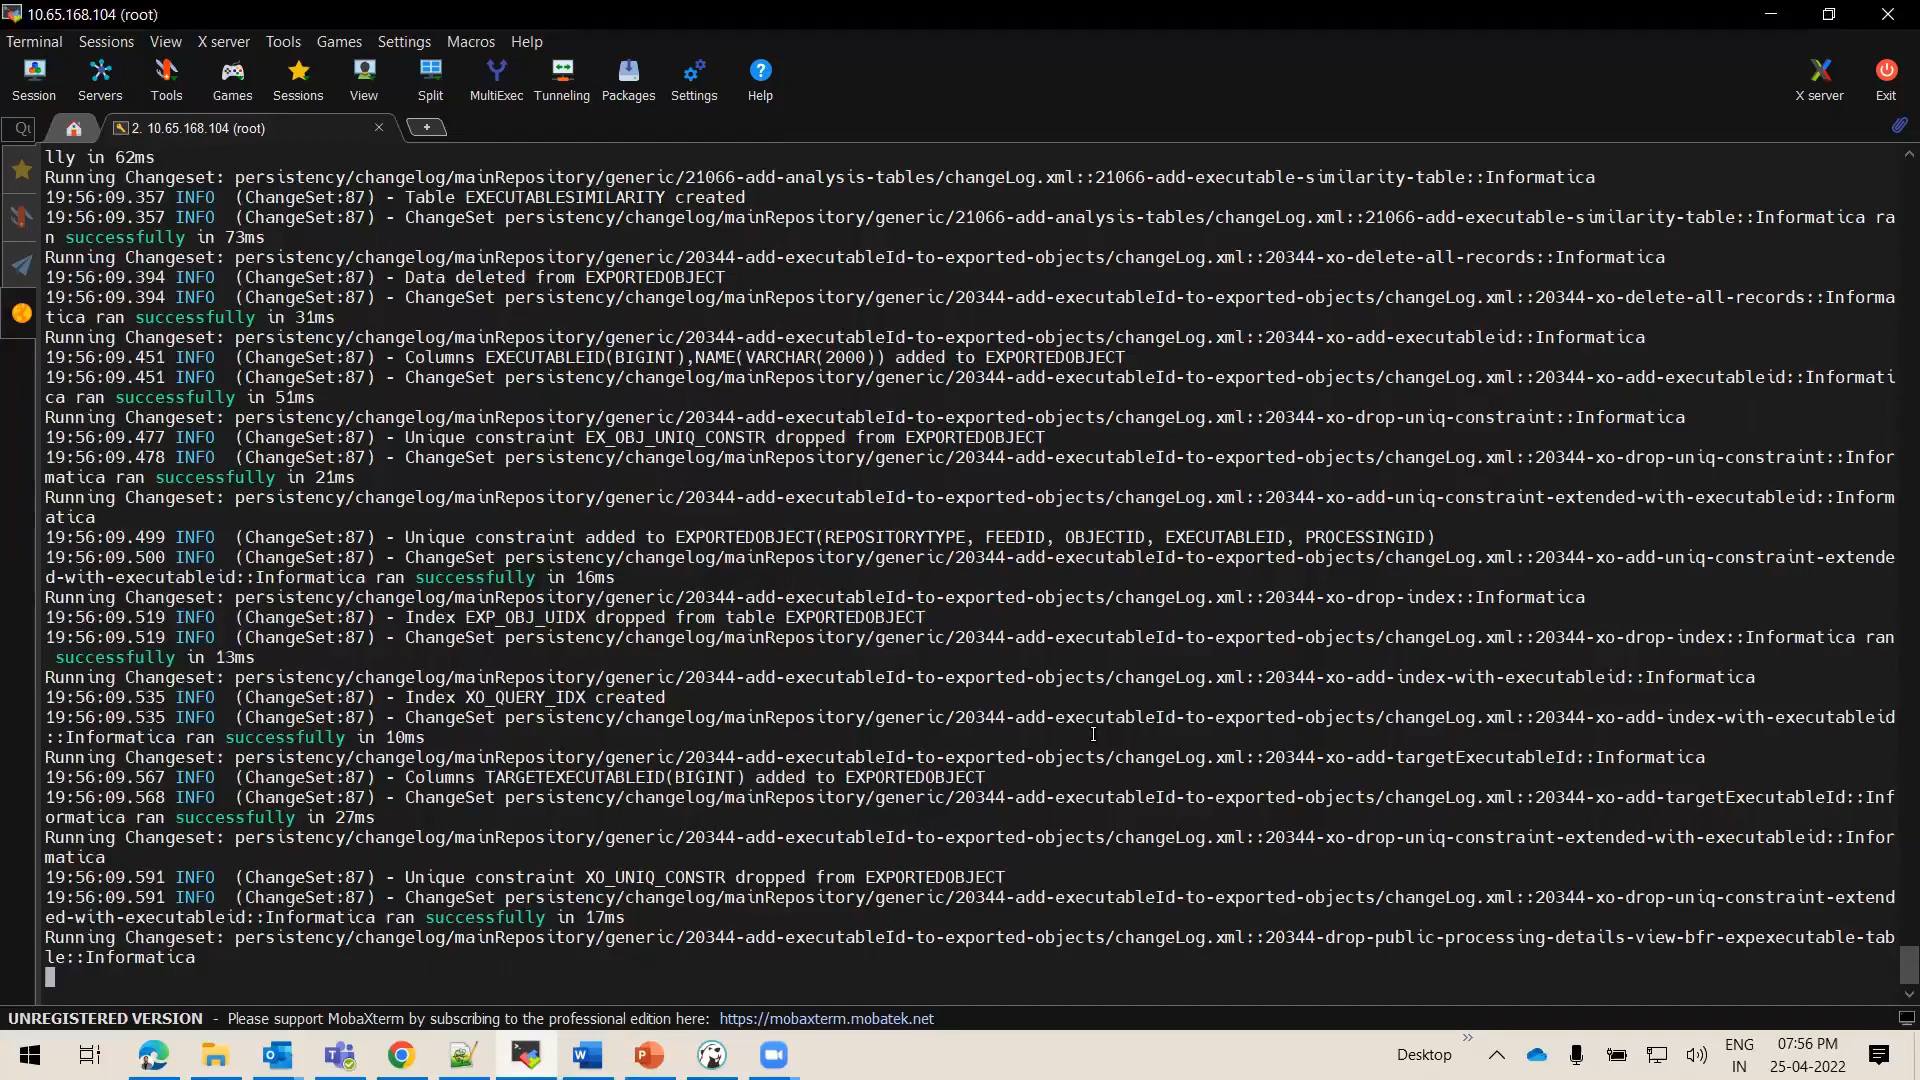 10.65.168.104 (root)
Terminal Sessions View X server Tools Games Settings Macros Help
Session Servers Tools Games Sessions View Split MultiExec Tunneling Packages Settings Help X server Exit
2. 10.65.168.104 (root)
lly in 62ms
Running Changeset: persistency/changelog/mainRepository/generic/21066-add-analysis-tables/changeLog.xml::21066-add-executable-similarity-table::Informatica
19:56:09.357 INFO  (ChangeSet:87) - Table EXECUTABLESIMILARITY created
19:56:09.357 INFO  (ChangeSet:87) - ChangeSet persistency/changelog/mainRepository/generic/21066-add-analysis-tables/changeLog.xml::21066-add-executable-similarity-table::Informatica ra
n successfully in 73ms
Running Changeset: persistency/changelog/mainRepository/generic/20344-add-executableId-to-exported-objects/changeLog.xml::20344-xo-delete-all-records::Informatica
19:56:09.394 INFO  (ChangeSet:87) - Data deleted from EXPORTEDOBJECT
19:56:09.394 INFO  (ChangeSet:87) - ChangeSet persistency/changelog/mainRepository/generic/20344-add-executableId-to-exported-objects/changeLog.xml::20344-xo-delete-all-records::Informa
tica ran successfully in 31ms
Running Changeset: persistency/changelog/mainRepository/generic/20344-add-executableId-to-exported-objects/changeLog.xml::20344-xo-add-executableid::Informatica
19:56:09.451 INFO  (ChangeSet:87) - Columns EXECUTABLEID(BIGINT),NAME(VARCHAR(2000)) added to EXPORTEDOBJECT
19:56:09.451 INFO  (ChangeSet:87) - ChangeSet persistency/changelog/mainRepository/generic/20344-add-executableId-to-exported-objects/changeLog.xml::20344-xo-add-executableid::Informati
ca ran successfully in 51ms
Running Changeset: persistency/changelog/mainRepository/generic/20344-add-executableId-to-exported-objects/changeLog.xml::20344-xo-drop-uniq-constraint::Informatica
19:56:09.477 INFO  (ChangeSet:87) - Unique constraint EX_OBJ_UNIQ_CONSTR dropped from EXPORTEDOBJECT
19:56:09.478 INFO  (ChangeSet:87) - ChangeSet persistency/changelog/mainRepository/generic/20344-add-executableId-to-exported-objects/changeLog.xml::20344-xo-drop-uniq-constraint::Infor
matica ran successfully in 21ms
Running Changeset: persistency/changelog/mainRepository/generic/20344-add-executableId-to-exported-objects/changeLog.xml::20344-xo-add-uniq-constraint-extended-with-executableid::Inform
atica
19:56:09.499 INFO  (ChangeSet:87) - Unique constraint added to EXPORTEDOBJECT(REPOSITORYTYPE, FEEDID, OBJECTID, EXECUTABLEID, PROCESSINGID)
19:56:09.500 INFO  (ChangeSet:87) - ChangeSet persistency/changelog/mainRepository/generic/20344-add-executableId-to-exported-objects/changeLog.xml::20344-xo-add-uniq-constraint-extende
d-with-executableid::Informatica ran successfully in 16ms
Running Changeset: persistency/changelog/mainRepository/generic/20344-add-executableId-to-exported-objects/changeLog.xml::20344-xo-drop-index::Informatica
19:56:09.519 INFO  (ChangeSet:87) - Index EXP_OBJ_UIDX dropped from table EXPORTEDOBJECT
19:56:09.519 INFO  (ChangeSet:87) - ChangeSet persistency/changelog/mainRepository/generic/20344-add-executableId-to-exported-objects/changeLog.xml::20344-xo-drop-index::Informatica ran
 successfully in 13ms
Running Changeset: persistency/changelog/mainRepository/generic/20344-add-executableId-to-exported-objects/changeLog.xml::20344-xo-add-index-with-executableid::Informatica
19:56:09.535 INFO  (ChangeSet:87) - Index XO_QUERY_IDX created
19:56:09.535 INFO  (ChangeSet:87) - ChangeSet persistency/changelog/mainRepository/generic/20344-add-executableId-to-exported-objects/changeLog.xml::20344-xo-add-index-with-executableid
::Informatica ran successfully in 10ms
Running Changeset: persistency/changelog/mainRepository/generic/20344-add-executableId-to-exported-objects/changeLog.xml::20344-xo-add-targetExecutableId::Informatica
19:56:09.567 INFO  (ChangeSet:87) - Columns TARGETEXECUTABLEID(BIGINT) added to EXPORTEDOBJECT
19:56:09.568 INFO  (ChangeSet:87) - ChangeSet persistency/changelog/mainRepository/generic/20344-add-executableId-to-exported-objects/changeLog.xml::20344-xo-add-targetExecutableId::Inf
ormatica ran successfully in 27ms
Running Changeset: persistency/changelog/mainRepository/generic/20344-add-executableId-to-exported-objects/changeLog.xml::20344-xo-drop-uniq-constraint-extended-with-executableid::Infor
matica
19:56:09.591 INFO  (ChangeSet:87) - Unique constraint XO_UNIQ_CONSTR dropped from EXPORTEDOBJECT
19:56:09.591 INFO  (ChangeSet:87) - ChangeSet persistency/changelog/mainRepository/generic/20344-add-executableId-to-exported-objects/changeLog.xml::20344-xo-drop-uniq-constraint-extend
ed-with-executableid::Informatica ran successfully in 17ms
Running Changeset: persistency/changelog/mainRepository/generic/20344-add-executableId-to-exported-objects/changeLog.xml::20344-drop-public-processing-details-view-bfr-expexecutable-tab
le::Informatica
UNREGISTERED VERSION - Please support MobaXterm by subscribing to the professional edition here: https://mobaxterm.mobatek.net
Desktop ENG 07:56 PM
IN 25-04-2022